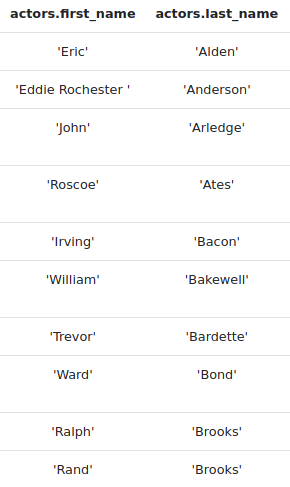 actors.first_name actors.last_name
'Eric' 'Alden'
'Eddie Rochester ' 'Anderson'
'John' 'Arledge'
'Roscoe' 'Ates'
'Irving' 'Bacon'
'William' 'Bakewell'
'Trevor' 'Bardette'
'Ward' 'Bond'
'Ralph' 'Brooks'
'Rand' 'Brooks'